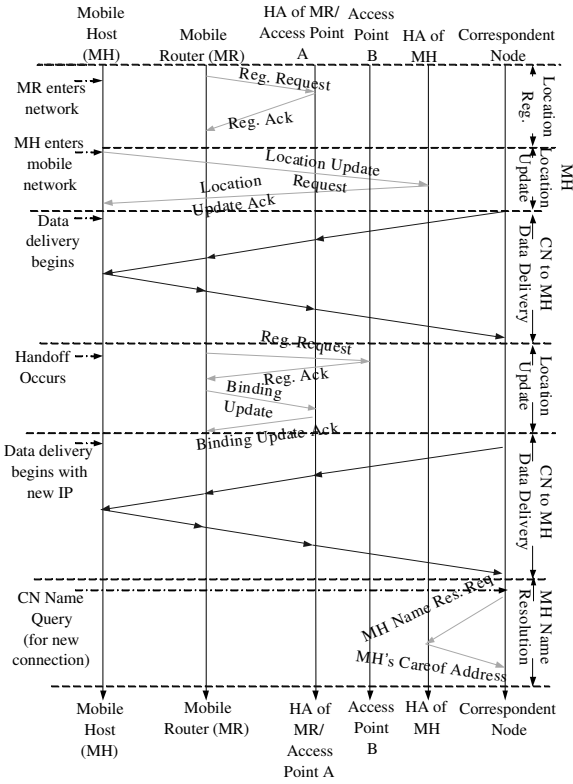 Mobile
Host
(MH)
Mobile
Router (MR)
HA of MR/
Access Point
A
Access
Point
B
HA of
MH
Correspondent
Node
MR enters
network
Reg. Request
Reg. Ack
Location
Reg.
MH enters
mobile
network
Location Update
Request
Location
Update Ack
Location
Update
MH
Data
delivery
begins
CN to MH
Data Delivery
Handoff
Occurs
Reg. Request
Reg. Ack
Binding
Update
Binding Update Ack
Location
Update
Data delivery
begins with
new IP
CN to MH
Data Delivery
CN Name
Query
(for new
connection)
MH Name Res. Req
MH's Careof Address
MH Name
Resolution
Mobile
Host
(MH)
Mobile
Router (MR)
HA of
MR/
Access
Point A
Access
Point
B
HA of
MH
Correspondent
Node